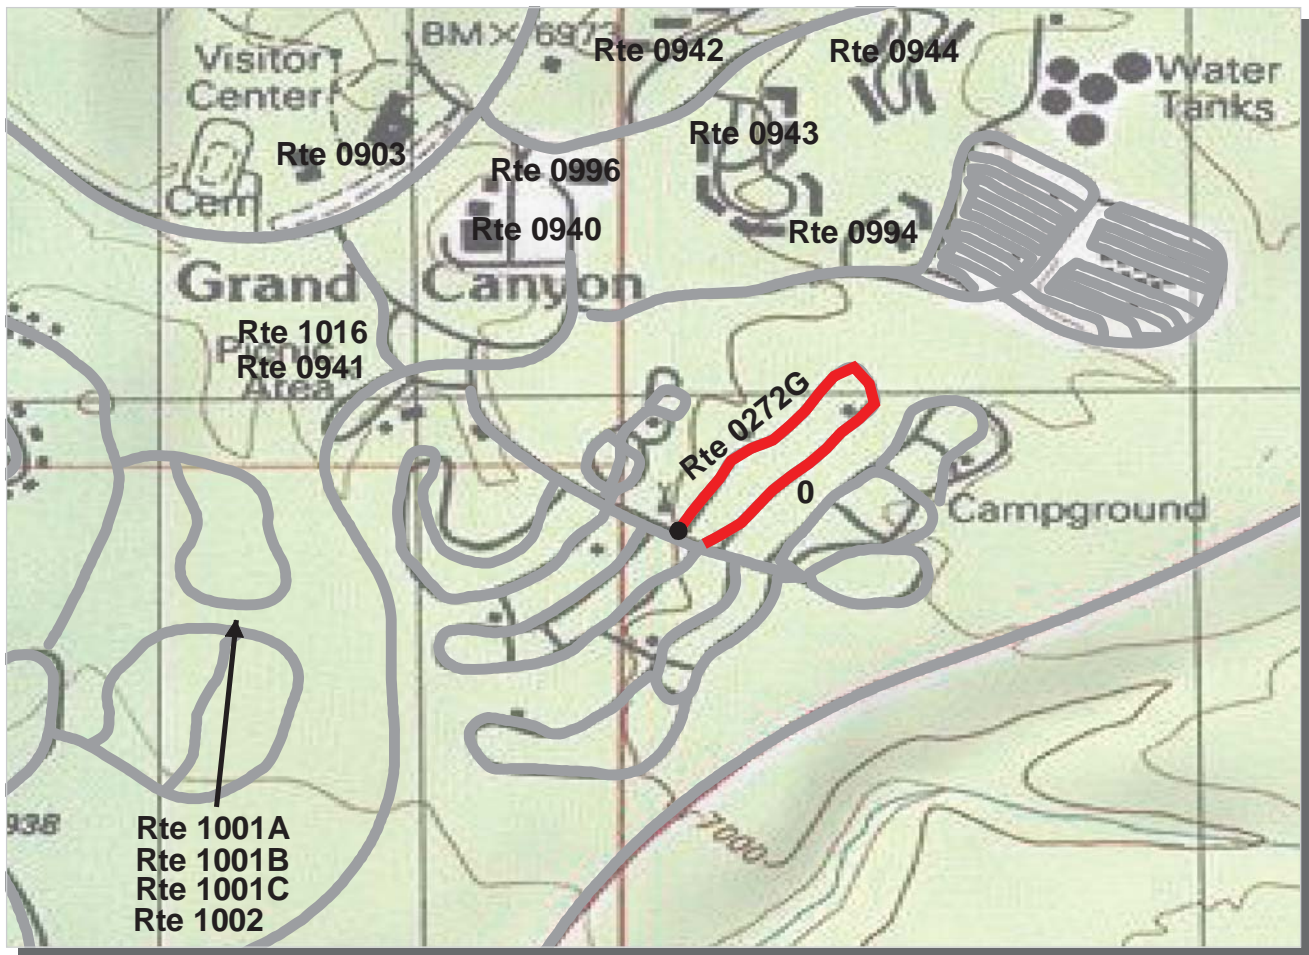 BM X 6973
Rte 0942
Rte 0944
Visitor
Center
Water
Tanks
Rte 0943
Rte 0903
Rte 0996
Cem
Rte 0940
Rte 0994
Grand Canyon
Rte 1016
Picnic
Rte 0941
Area
Rte 0272G
0
Campground
7000
938
Rte 1001A
Rte 1001B
Rte 1001C
Rte 1002